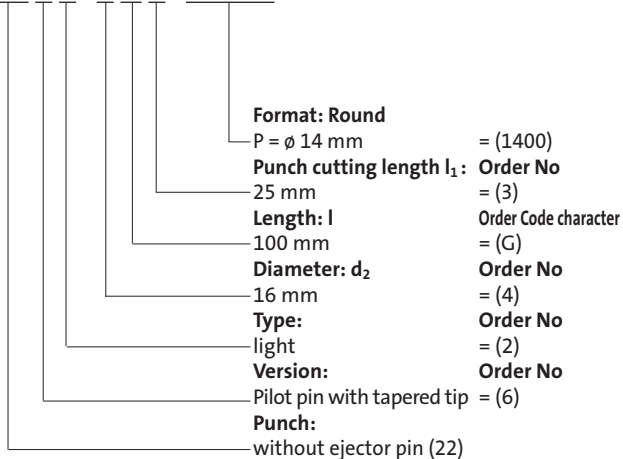 Format: Round
P = ø 14 mm = (1400)
Punch cutting length l₁: Order No
25 mm = (3)
Length: l Order Code character
100 mm = (G)
Diameter: d₂ Order No
16 mm = (4)
Type: Order No
light = (2)
Version: Order No
Pilot pin with tapered tip = (6)
Punch:
without ejector pin (22)